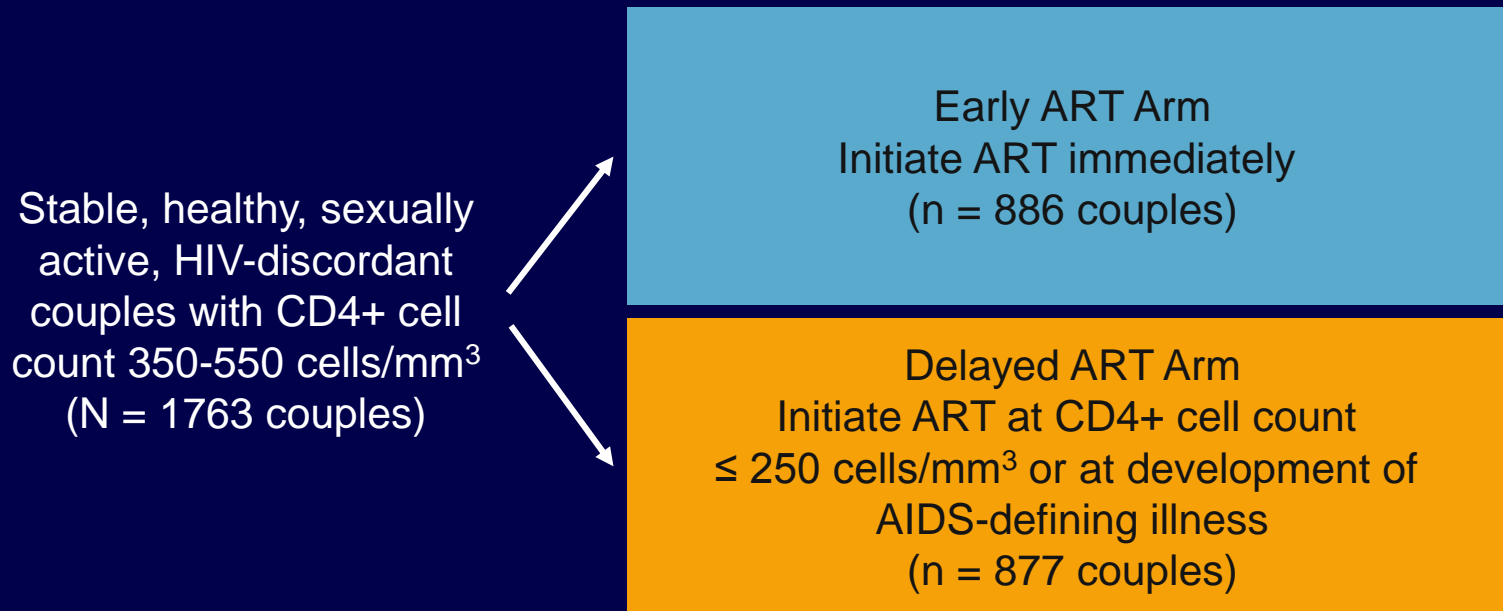 Stable, healthy, sexually
active, HIV-discordant
couples with CD4+ cell
count 350-550 cells/mm³
(N = 1763 couples)
Early ART Arm
Initiate ART immediately
(n = 886 couples)
Delayed ART Arm
Initiate ART at CD4+ cell count
≤ 250 cells/mm³ or at development of
AIDS-defining illness
(n = 877 couples)